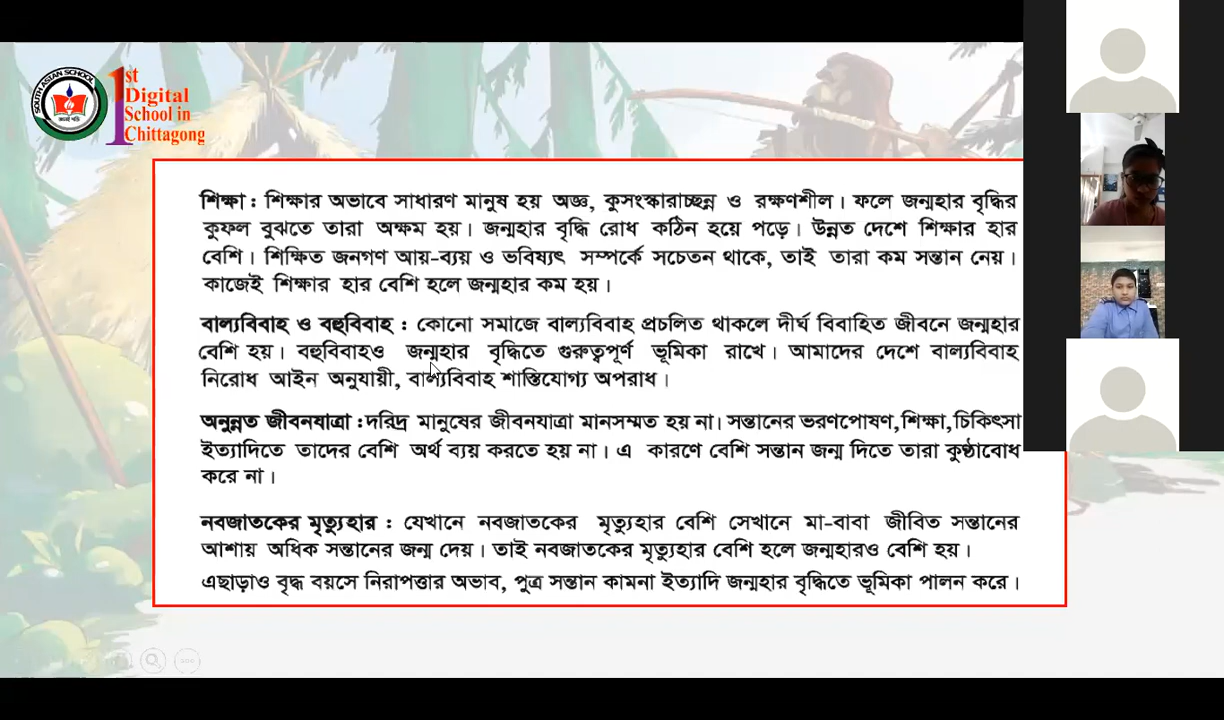 SOUTH ASIAN SCHOOL
1st
Digital
School in
Chittagong
শিক্ষা : শিক্ষার অভাবে সাধারণ মানুষ হয় অজ্ঞ, কুসংস্কারাচ্ছন্ন ও রক্ষণশীল। ফলে জন্মহার বৃদ্ধির
কুফল বুঝতে তারা অক্ষম হয়। জন্মহার বৃদ্ধি রোধ কঠিন হয়ে পড়ে। উন্নত দেশে শিক্ষার হার
বেশি। শিক্ষিত জনগণ আয়-ব্যয় ও ভবিষ্যৎ সম্পর্কে সচেতন থাকে, তাই তারা কম সন্তান নেয়।
কাজেই শিক্ষার হার বেশি হলে জন্মহার কম হয়।
বাল্যবিবাহ ও বহুবিবাহ : কোনো সমাজে বাল্যবিবাহ প্রচলিত থাকলে দীর্ঘ বিবাহিত জীবনে জন্মহার
বেশি হয়। বহুবিবাহও জন্মহার বৃদ্ধিতে গুরুত্বপূর্ণ ভূমিকা রাখে। আমাদের দেশে বাল্যবিবাহ
নিরোধ আইন অনুযায়ী, বাল্যবিবাহ শাস্তিযোগ্য অপরাধ।
অনুন্নত জীবনযাত্রা :দরিদ্র মানুষের জীবনযাত্রা মানসম্মত হয় না। সন্তানের ভরণপোষণ,শিক্ষা,চিকিৎসা
ইত্যাদিতে তাদের বেশি অর্থ ব্যয় করতে হয় না। এ কারণে বেশি সন্তান জন্ম দিতে তারা কুণ্ঠাবোধ
করে না।
নবজাতকের মৃত্যুহার : যেখানে নবজাতকের মৃত্যুহার বেশি সেখানে মা-বাবা জীবিত সন্তানের
আশায় অধিক সন্তানের জন্ম দেয়। তাই নবজাতকের মৃত্যুহার বেশি হলে জন্মহারও বেশি হয়।
এছাড়াও বৃদ্ধ বয়সে নিরাপত্তার অভাব, পুত্র সন্তান কামনা ইত্যাদি জন্মহার বৃদ্ধিতে ভূমিকা পালন করে।